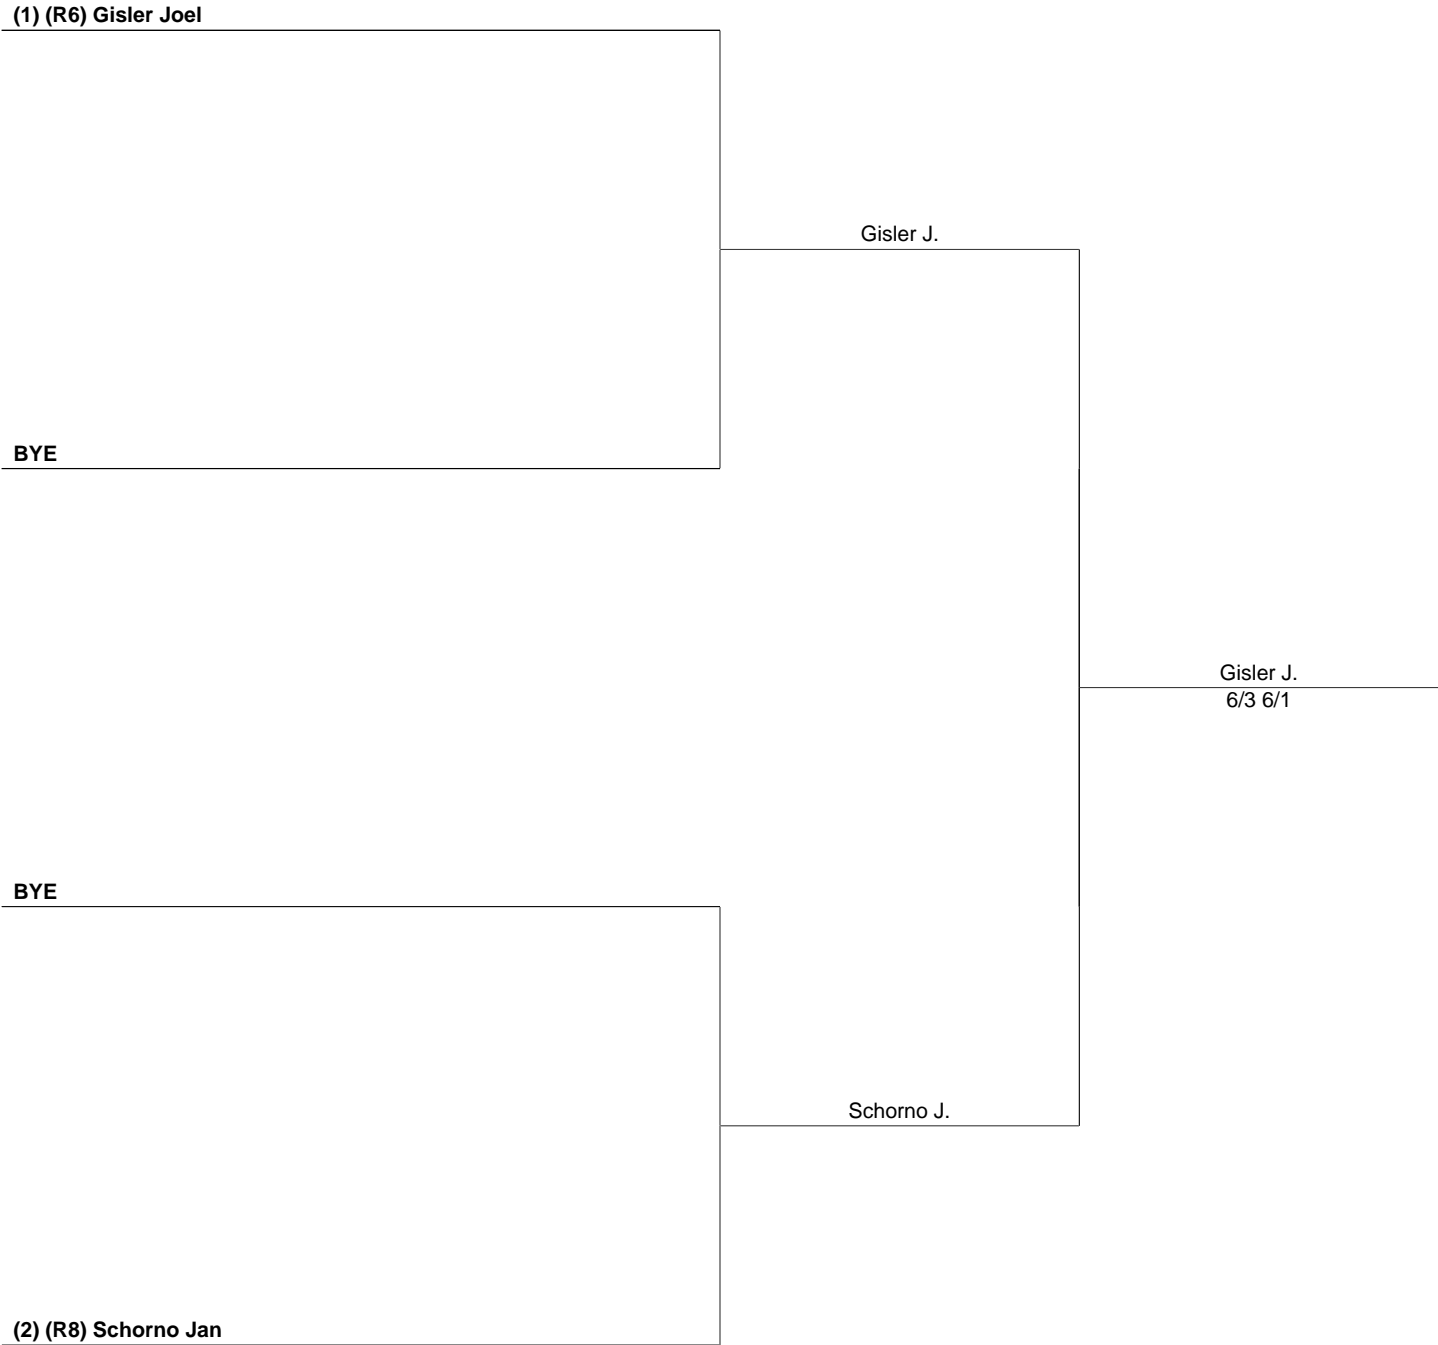 (1) (R6) Gisler Joel
Gisler J.
BYE
Gisler J.
6/3 6/1
BYE
Schorno J.
(2) (R8) Schorno Jan